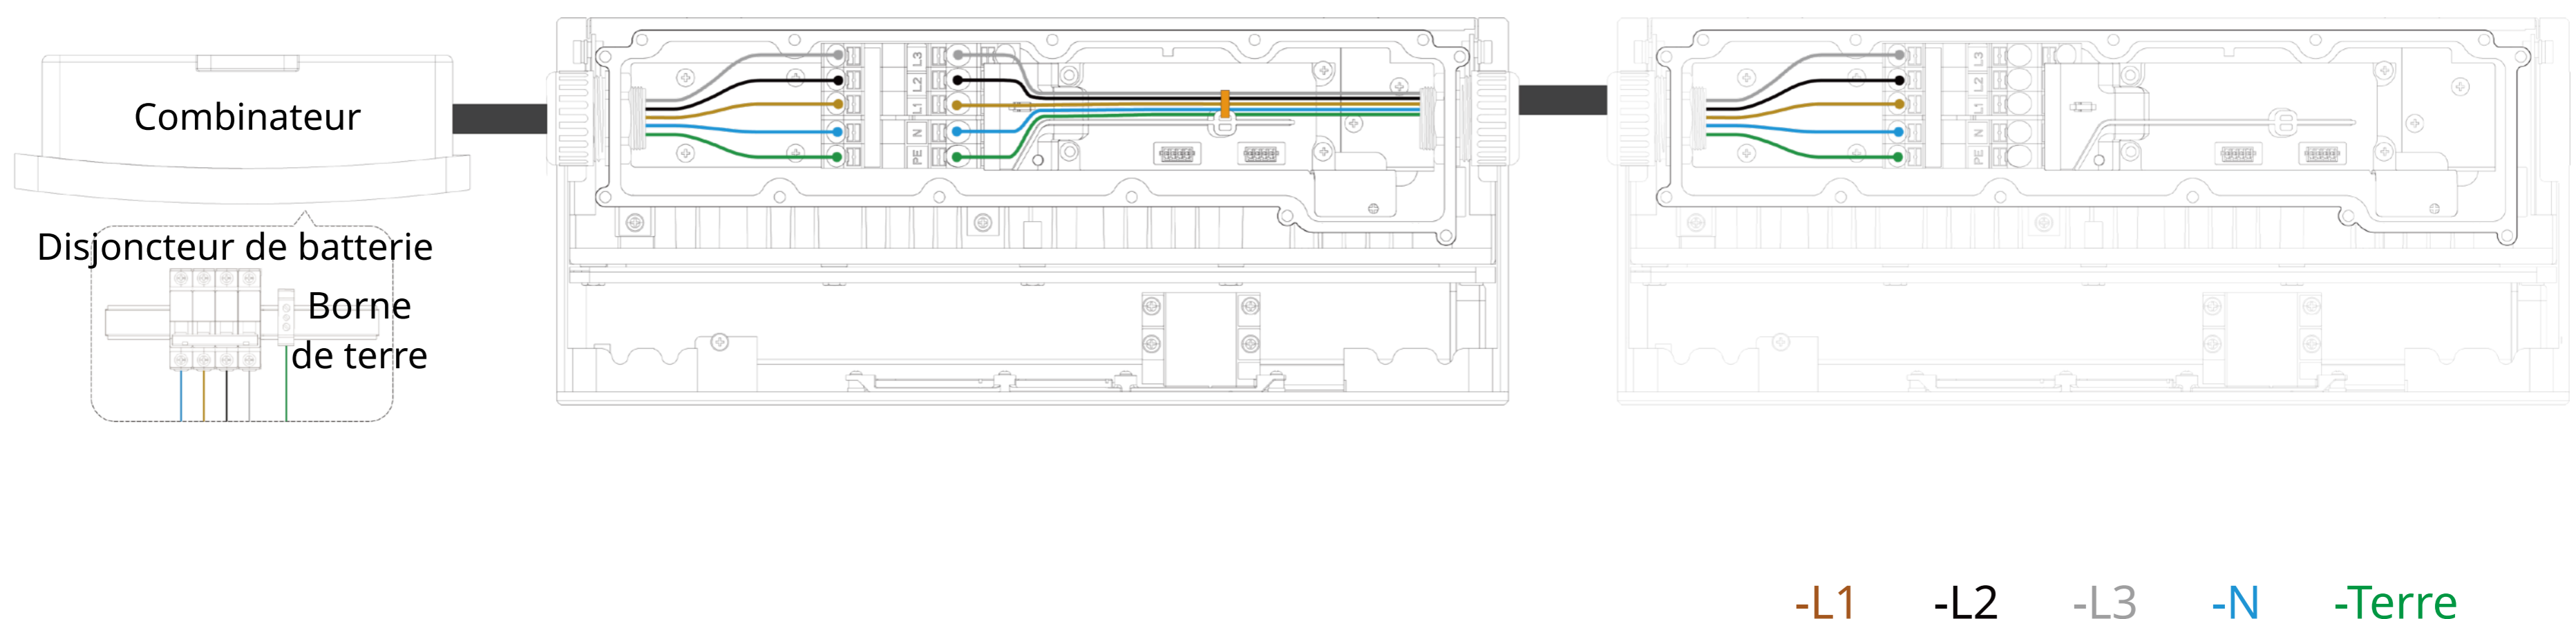 Combinateur
Disjoncteur de batterie
Borne
de terre
L3
L2
L1
N
PE
L3
L2
L1
N
PE
-L1 -L2 -L3 -N -Terre